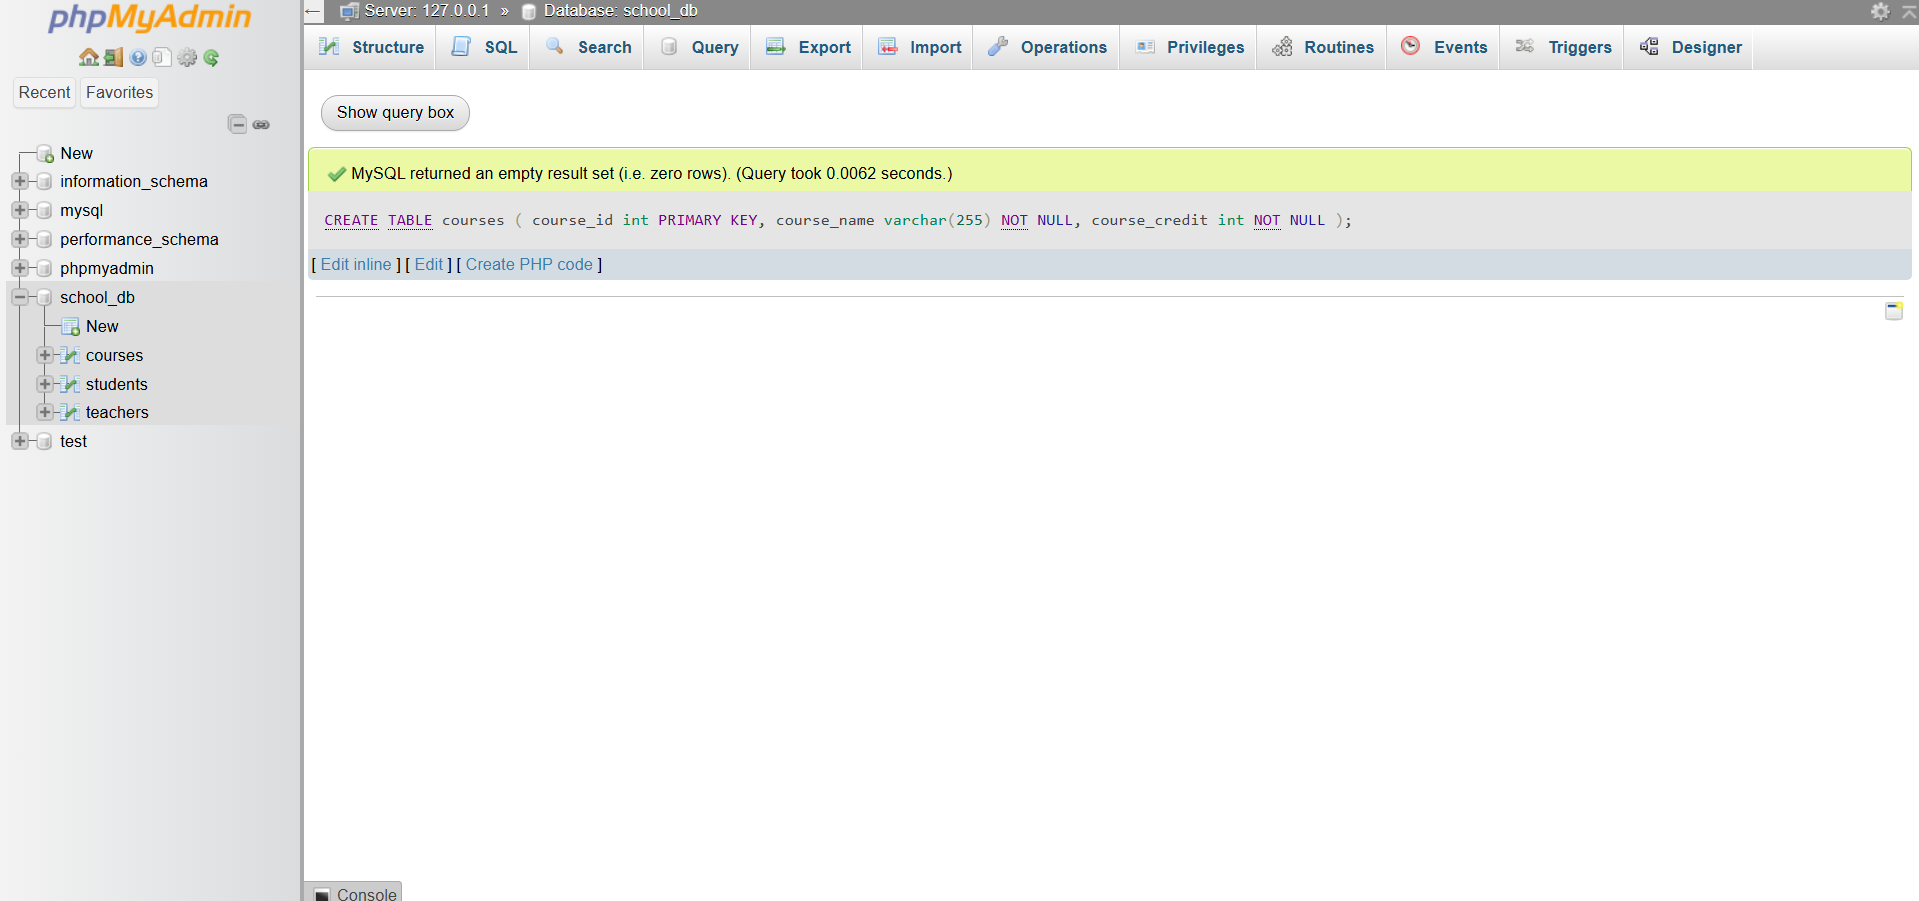 phpMyAdmin
Recent Favorites
New
information_schema
mysql
performance_schema
phpmyadmin
school_db
New
courses
students
teachers
test
Server: 127.0.0.1 » Database: school_db
Structure SQL Search Query Export Import Operations Privileges Routines Events Triggers Designer
Show query box
MySQL returned an empty result set (i.e. zero rows). (Query took 0.0062 seconds.)
CREATE TABLE courses ( course_id int PRIMARY KEY, course_name varchar(255) NOT NULL, course_credit int NOT NULL );
[ Edit inline ] [ Edit ] [ Create PHP code ]
Console